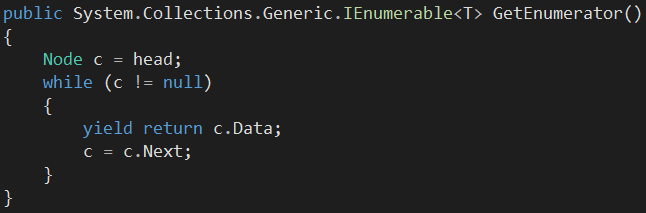 public System.Collections.Generic.IEnumerable<T> GetEnumerator()
{
    Node c = head;
    while (c != null)
    {
        yield return c.Data;
        c = c.Next;
    }
}